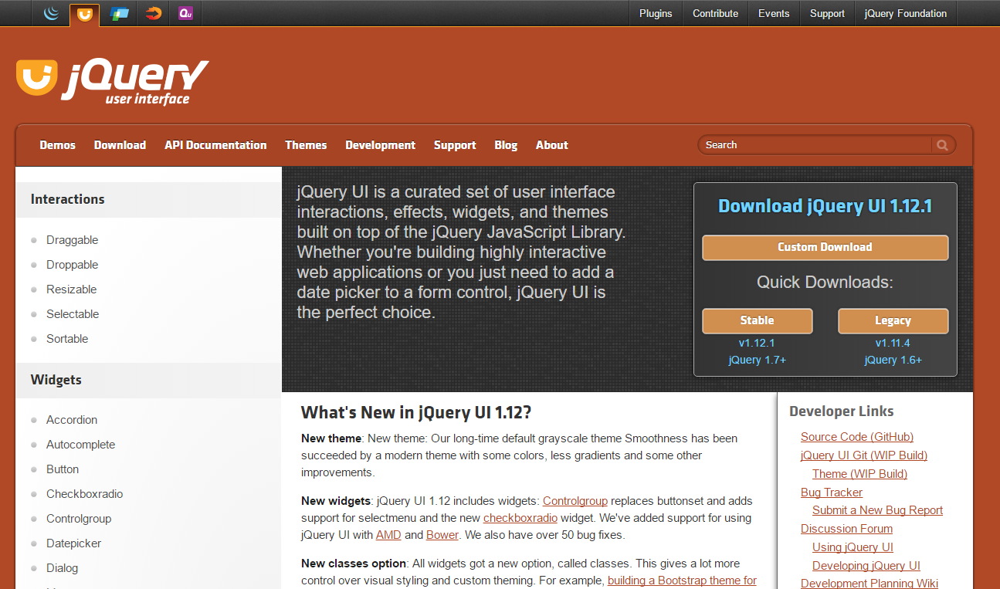 Qu
Plugins
Contribute
Events
Support
jQuery Foundation
jQuery
user interface
Demos
Download
API Documentation
Themes
Development
Support
Blog
About
Search
Interactions
Draggable
Droppable
Resizable
Selectable
Sortable
Widgets
Accordion
Autocomplete
Button
Checkboxradio
Controlgroup
Datepicker
Dialog
jQuery UI is a curated set of user interface
interactions, effects, widgets, and themes
built on top of the jQuery JavaScript Library.
Whether you're building highly interactive
web applications or you just need to add a
date picker to a form control, jQuery UI is
the perfect choice.
Download jQuery UI 1.12.1
Custom Download
Quick Downloads:
Stable
v1.12.1
jQuery 1.7+
Legacy
v1.11.4
jQuery 1.6+
What's New in jQuery UI 1.12?
New theme: New theme: Our long-time default grayscale theme Smoothness has been
succeeded by a modern theme with some colors, less gradients and some other
improvements.
New widgets: jQuery UI 1.12 includes widgets: Controlgroup replaces buttonset and adds
support for selectmenu and the new checkboxradio widget. We've added support for using
jQuery UI with AMD and Bower. We also have over 50 bug fixes.
New classes option: All widgets got a new option, called classes. This gives a lot more
control over visual styling and custom theming. For example, building a Bootstrap theme for
Developer Links
Source Code (GitHub)
jQuery UI Git (WIP Build)
Theme (WIP Build)
Bug Tracker
Submit a New Bug Report
Discussion Forum
Using jQuery UI
Developing jQuery UI
Development Planning Wiki